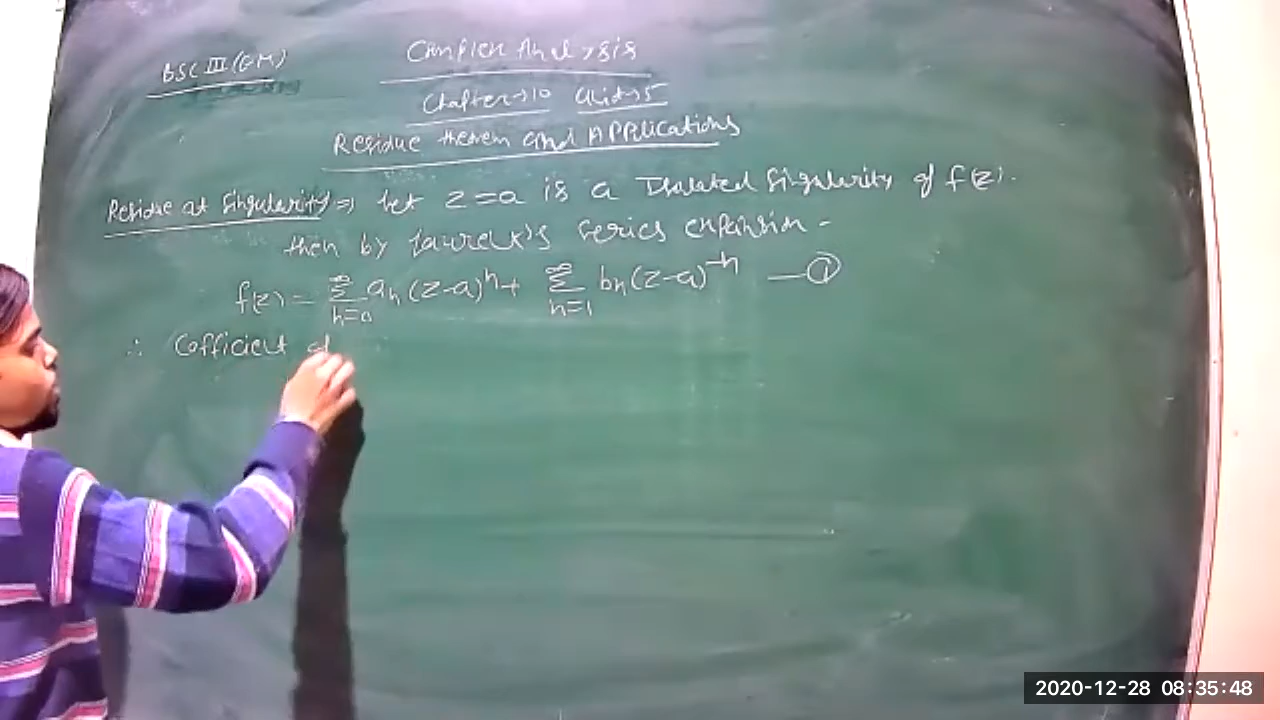 BSC III (GM)
Complex Analysis
Chapter→10 Unit→5
Residue theorem and Applications
Residue at Singularity ⇒ let z=a is a Isolated Singularity of f(z).
then by Laurent's series expansion -
f(z) = ∞∑n=0 an(z-a)^n + ∞∑n=1 bn(z-a)^-n —①
∴ Cofficient of
2020-12-28 08:35:48